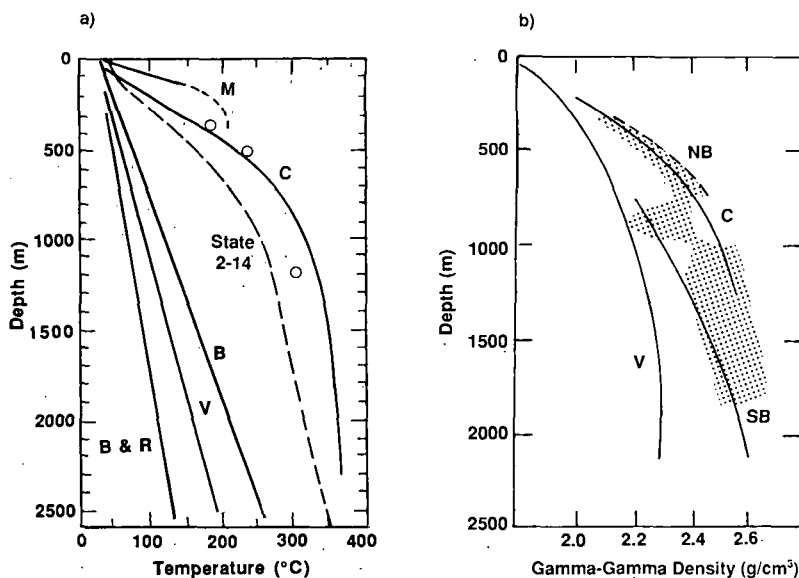 a)
0
500
1000
1500
2000
2500
Depth (m)
0
100
200
300
400
Temperature (°C)
M
C
State
2-14
B
V
B & R
b)
0
500
1000
1500
2000
2500
Depth (m)
2.0
2.2
2.4
2.6
Gamma-Gamma Density (g/cm³)
NB
C
V
SB